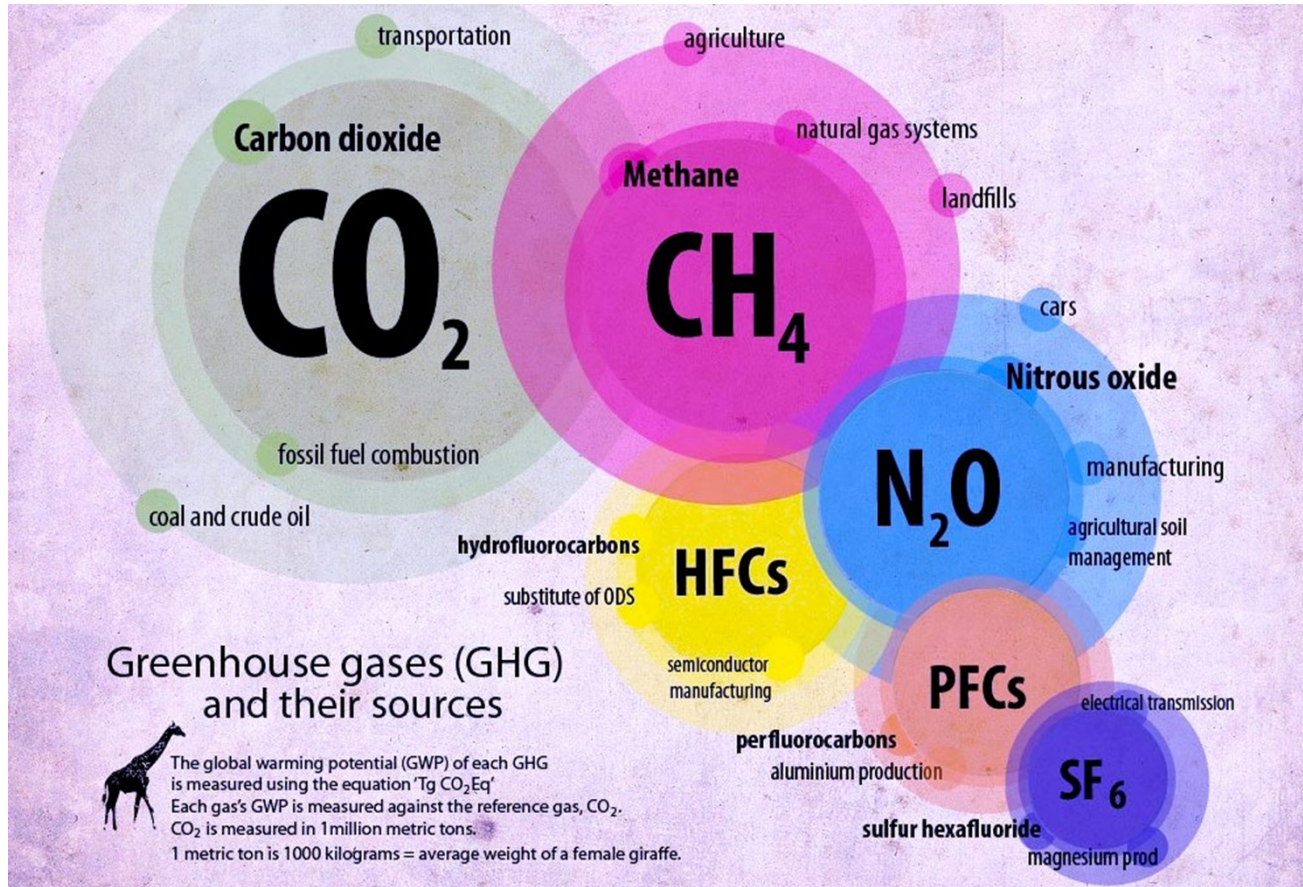 transportation
Carbon dioxide
CO2
fossil fuel combustion
coal and crude oil
agriculture
natural gas systems
Methane
landfills
CH4
cars
Nitrous oxide
N2O
manufacturing
agricultural soil
management
hydrofluorocarbons
HFCs
substitute of ODS
semiconductor
manufacturing
PFCs
perfluorocarbons
aluminium production
electrical transmission
SF6
sulfur hexafluoride
magnesium prod
Greenhouse gases (GHG)
and their sources
The global warming potential (GWP) of each GHG
is measured using the equation 'Tg CO2Eq'
Each gas's GWP is measured against the reference gas, CO2.
CO2 is measured in 1million metric tons.
1 metric ton is 1000 kilograms = average weight of a female giraffe.